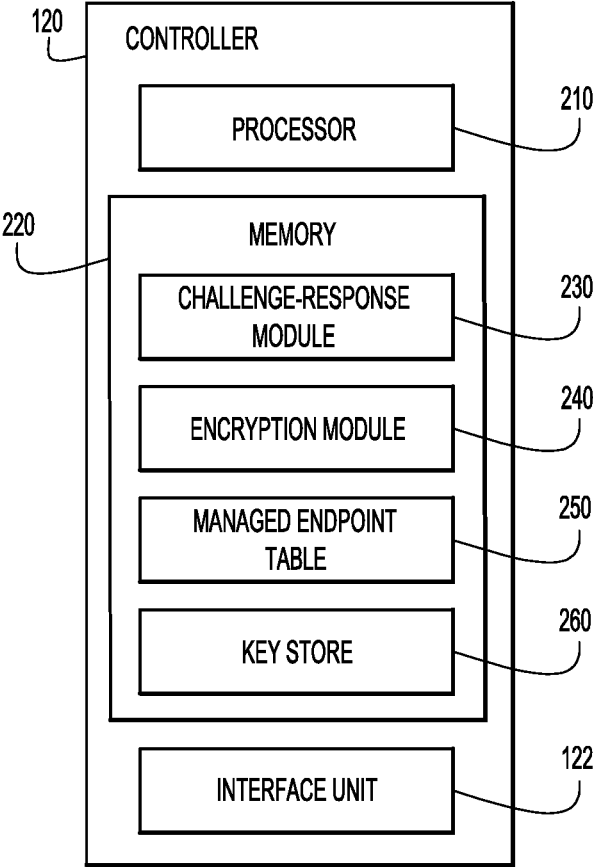 120
CONTROLLER
210
PROCESSOR
220
MEMORY
230
CHALLENGE-RESPONSE
MODULE
240
ENCRYPTION MODULE
250
MANAGED ENDPOINT
TABLE
260
KEY STORE
122
INTERFACE UNIT